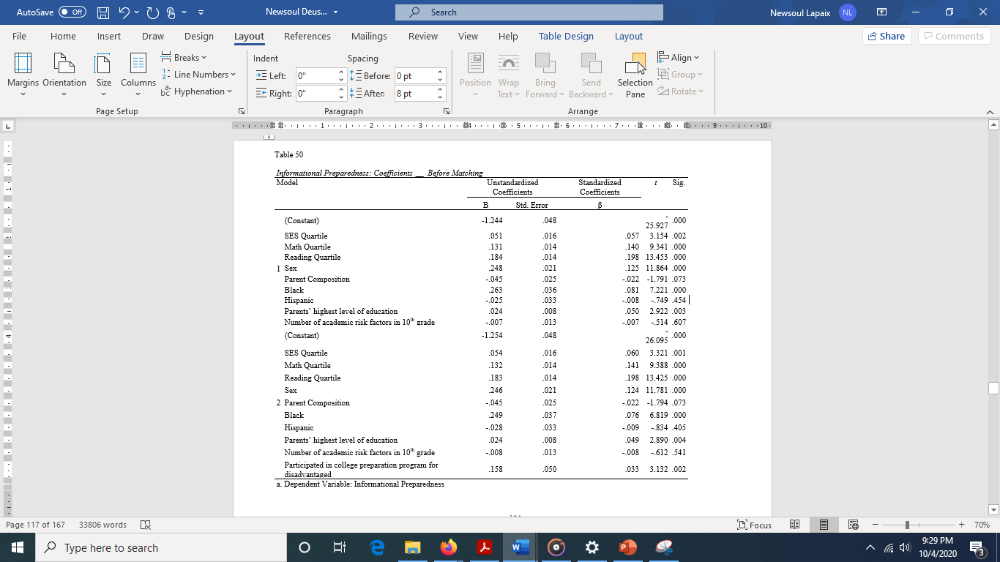 AutoSave Off Newsoul Deus... Search Newsoul Lapaix NL
File Home Insert Draw Design Layout References Mailings Review View Help Table Design Layout Share Comments
Margins Orientation Size Columns
Breaks
Line Numbers
Hyphenation
Page Setup
Indent Spacing
Left: 0" Before: 0 pt
Right: 0" After: 8 pt
Paragraph
Position Wrap Text Bring Forward Send Backward Selection Pane
Align
Group
Rotate
Arrange
1 2 3 4 5 6 7 8 9 10
Table 50
Informational Preparedness: Coefficients __ Before Matching
Model Unstandardized Coefficients Standardized Coefficients t Sig.
B Std. Error β
(Constant) -1.244 .048 -25.927 .000
SES Quartile .051 .016 .057 3.154 .002
Math Quartile .131 .014 .140 9.341 .000
Reading Quartile .184 .014 .198 13.453 .000
1 Sex .248 .021 .125 11.864 .000
Parent Composition -.045 .025 -.022 -1.791 .073
Black .263 .036 .081 7.221 .000
Hispanic -.025 .033 -.008 -.749 .454
Parents’ highest level of education .024 .008 .050 2.922 .003
Number of academic risk factors in 10th grade -.007 .013 -.007 -.514 .607
(Constant) -1.254 .048 -26.095 .000
SES Quartile .054 .016 .060 3.321 .001
Math Quartile .132 .014 .141 9.388 .000
Reading Quartile .183 .014 .198 13.425 .000
Sex .246 .021 .124 11.781 .000
2 Parent Composition -.045 .025 -.022 -1.794 .073
Black .249 .037 .076 6.819 .000
Hispanic -.028 .033 -.009 -.834 .405
Parents’ highest level of education .024 .008 .049 2.890 .004
Number of academic risk factors in 10th grade -.008 .013 -.008 -.612 .541
Participated in college preparation program for
disadvantaged .158 .050 .033 3.132 .002
a. Dependent Variable: Informational Preparedness
Page 117 of 167 33806 words Focus 70%
Type here to search
9:29 PM
10/4/2020
3